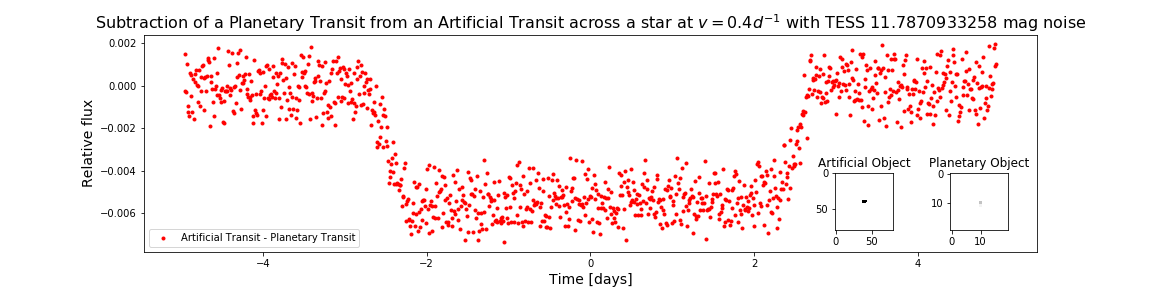 Subtraction of a Planetary Transit from an Artificial Transit across a star at v = 0.4d⁻¹ with TESS 11.7870933258 mag noise
Relative flux
0.002
0.000
−0.002
−0.004
−0.006
Artificial Transit - Planetary Transit
Artificial Object
0
50
0 50
Planetary Object
0
10
0 10
−4 −2 0 2 4
Time [days]